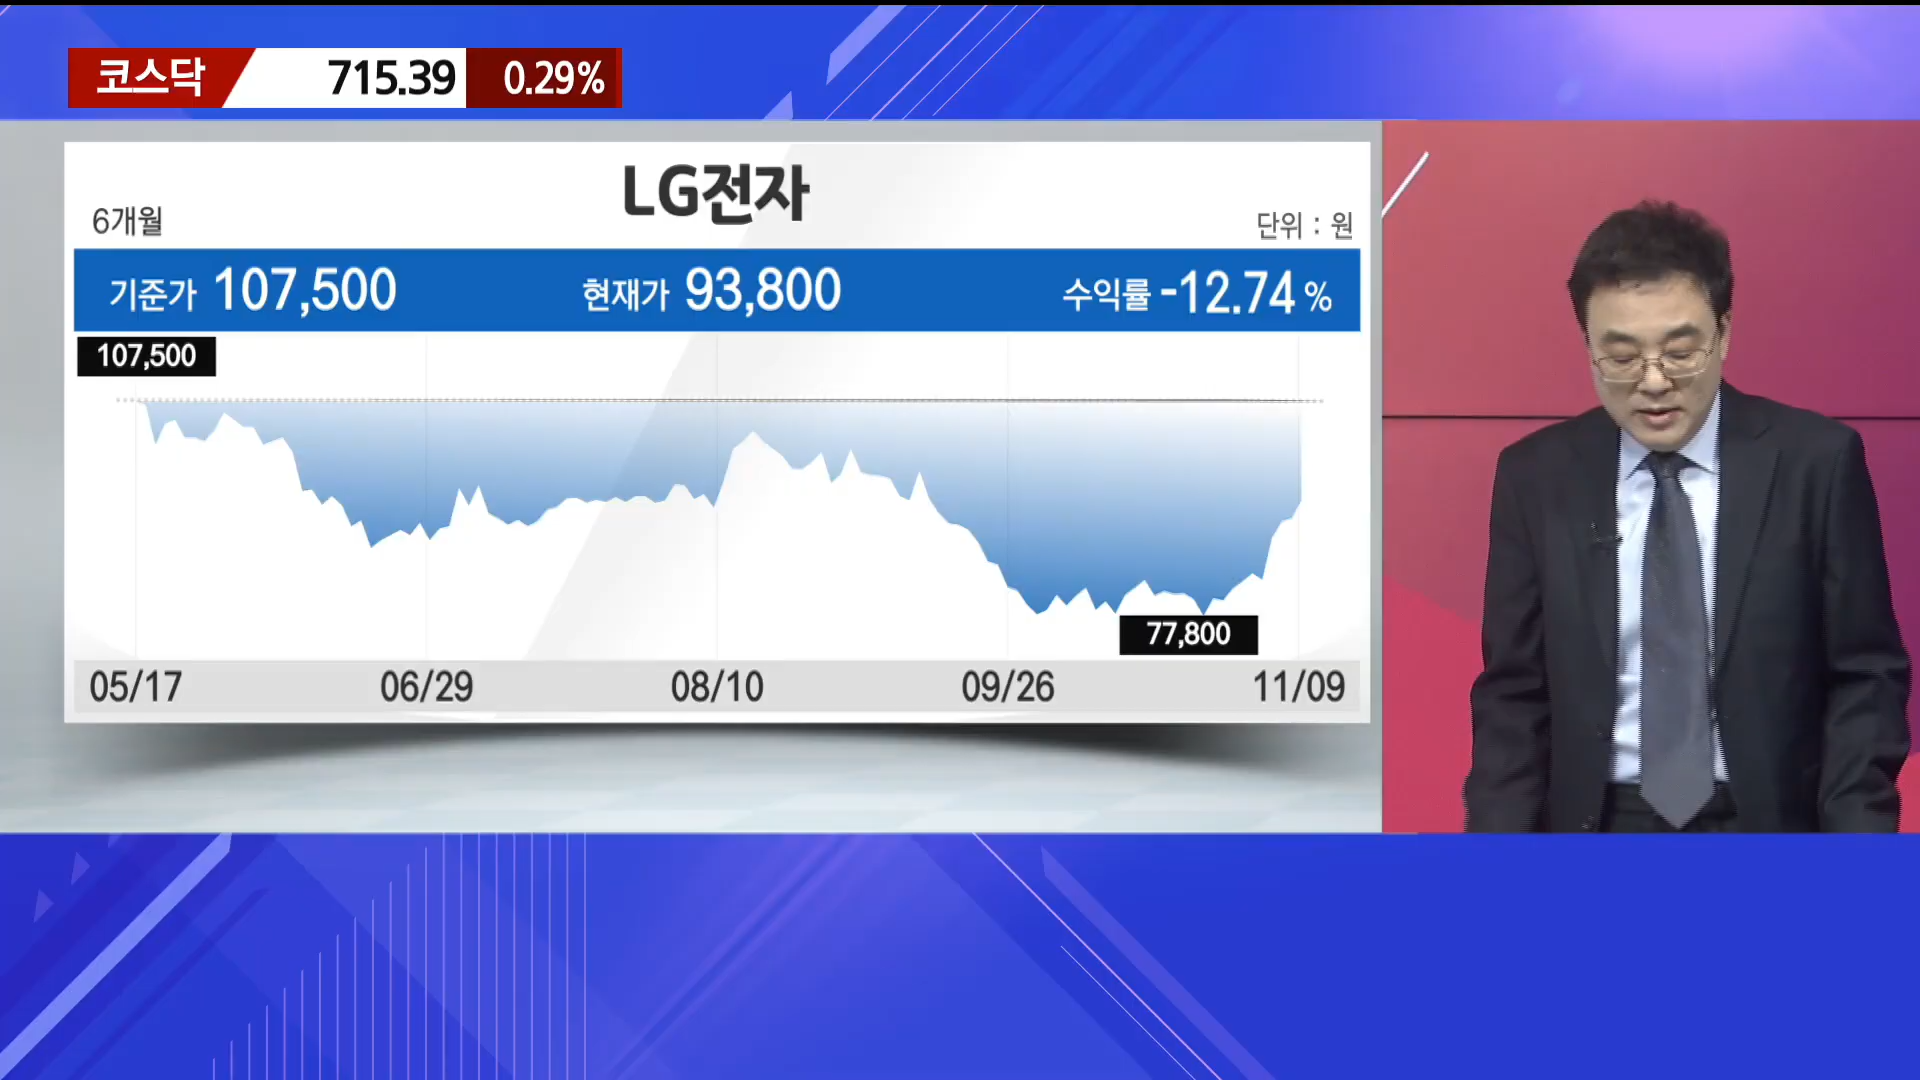 코스닥 715.39 0.29%
LG전자
6개월
단위 : 원
기준가 107,500 현재가 93,800 수익률 -12.74 %
107,500
77,800
05/17 06/29 08/10 09/26 11/09